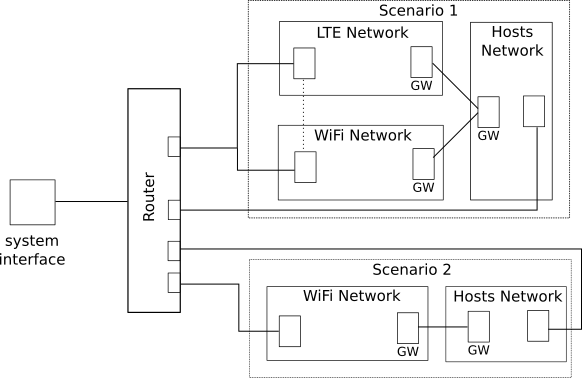 Scenario 1
LTE Network
Hosts
Network
GW
GW
WiFi Network
GW
Router
system
interface
Scenario 2
WiFi Network
Hosts Network
GW
GW